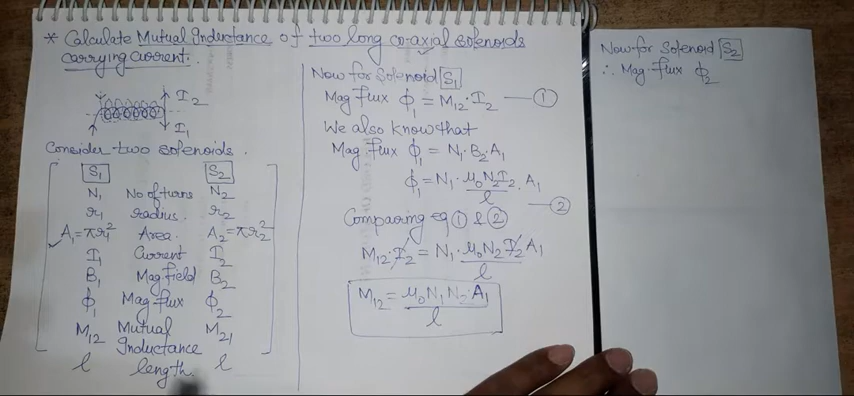 * Calculate Mutual Inductance of two long co-axial solenoids
carrying current.
I2
I1
Consider two solenoids.
S1 S2
N1 No of turns N2
r1 radius. r2
A1=πr1² Area. A2=πr2²
I1 Current I2
B1 Mag field B2
ϕ1 Mag flux ϕ2
M12 Mutual Inductance M21
l length. l
Now for Solenoid S1
Mag flux ϕ1 = M12·I2 — 1
We also know that
Mag flux ϕ1 = N1·B2·A1
ϕ1 = N1·μ0N2I2/l · A1 — 2
Comparing eq 1 & 2
M12·I2 = N1·μ0N2I2A1/l
M12 = μ0N1N2·A1/l
Now for Solenoid S2
∴ Mag flux ϕ2